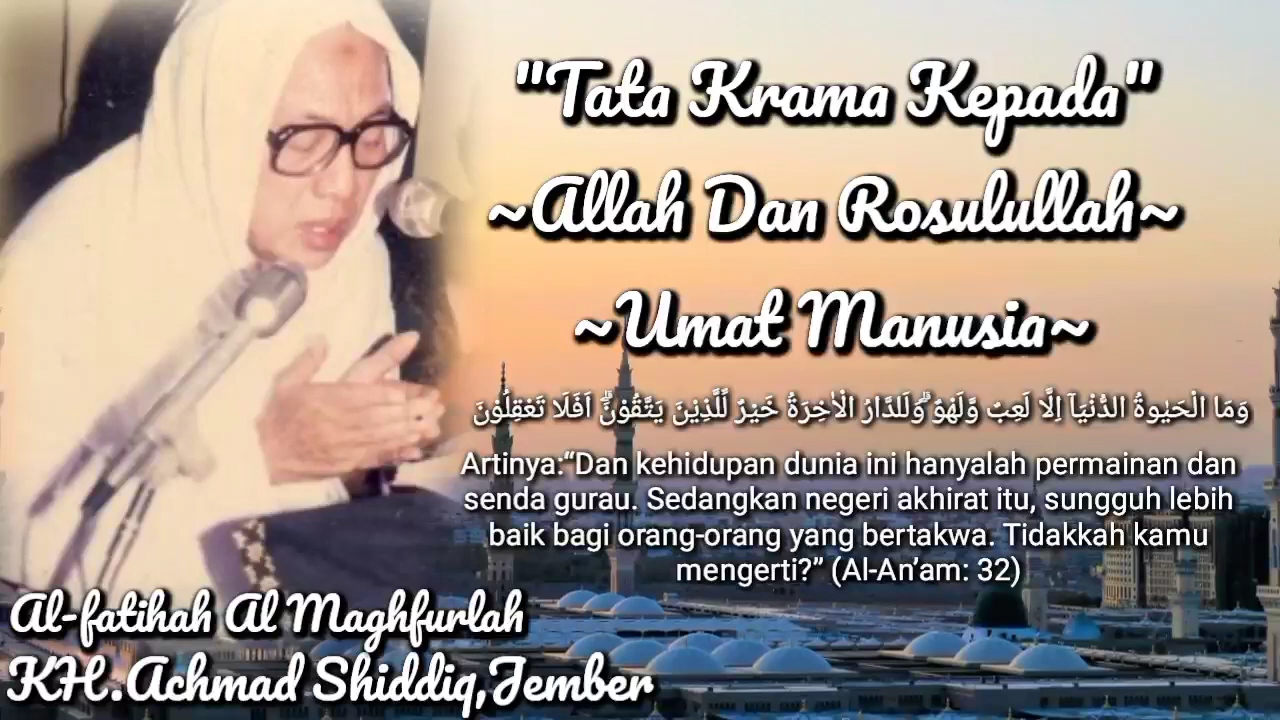 "Tata Krama Kepada"
~Allah Dan Rosulullah~
~Umat Manusia~
وَمَا الْحَيٰوةُ الدُّنْيَآ اِلَّا لَعِبٌ وَّلَهْوٌ ۗوَلَلدَّارُ الْاٰخِرَةُ خَيْرٌ لِّلَّذِيْنَ يَتَّقُوْنَۗ اَفَلَا تَعْقِلُوْنَ
Artinya:“Dan kehidupan dunia ini hanyalah permainan dan
senda gurau. Sedangkan negeri akhirat itu, sungguh lebih
baik bagi orang-orang yang bertakwa. Tidakkah kamu
mengerti?” (Al-An’am: 32)
Al-fatihah Al Maghfurlah
KH.Achmad Shiddiq,Jember